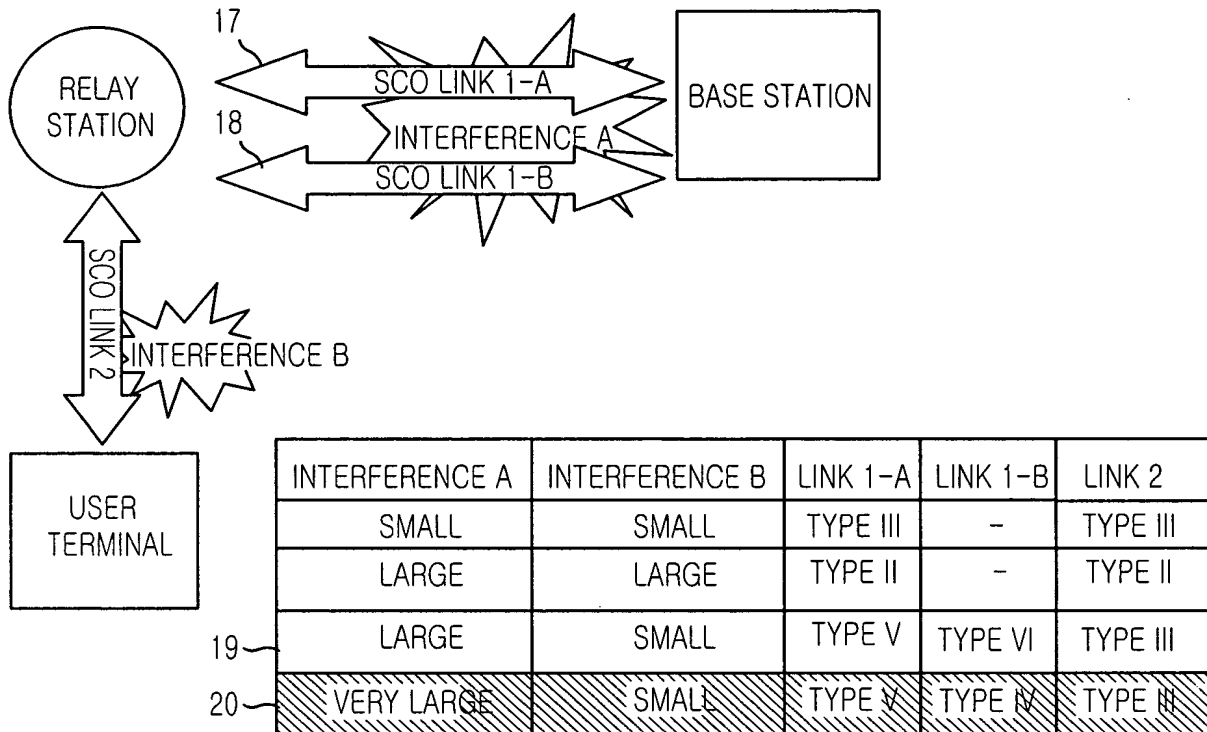 17
SCO LINK 1-A
RELAY
STATION
BASE STATION
18
INTERFERENCE A
SCO LINK 1-B
SCO LINK 2
INTERFERENCE B
USER
TERMINAL
INTERFERENCE A INTERFERENCE B LINK 1-A LINK 1-B LINK 2
SMALL SMALL TYPE III - TYPE III
LARGE LARGE TYPE II - TYPE II
19 LARGE SMALL TYPE V TYPE VI TYPE III
20 VERY LARGE SMALL TYPE V TYPE IV TYPE III